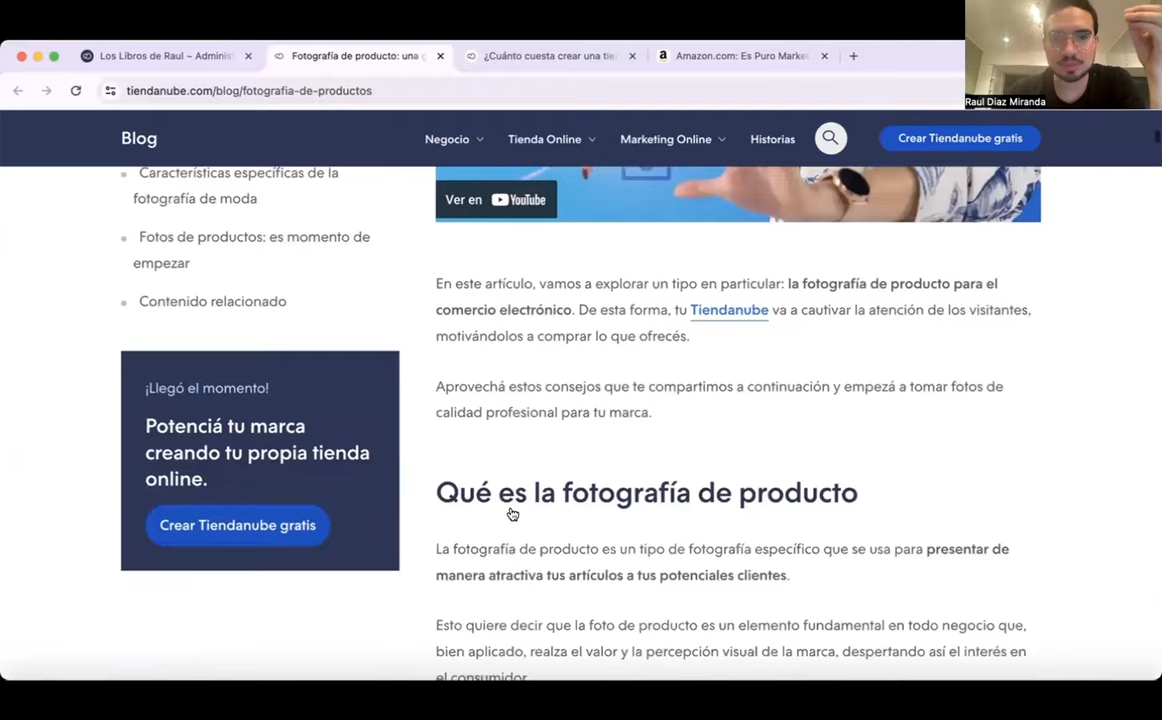 Los Libros de Raul ~ Adminis
Fotografía de producto: una g
¿Cuánto cuesta crear una tie
Amazon.com: Es Puro Market
tiendanube.com/blog/fotografia-de-productos
Raul Diaz Miranda
Blog
Negocio
Tienda Online
Marketing Online
Historias
Crear Tiendanube gratis
Características específicas de la
fotografía de moda
Fotos de productos: es momento de
empezar
Contenido relacionado
¡Llegó el momento!
Potenciá tu marca
creando tu propia tienda
online.
Crear Tiendanube gratis
Ver en YouTube
En este artículo, vamos a explorar un tipo en particular: la fotografía de producto para el
comercio electrónico. De esta forma, tu Tiendanube va a cautivar la atención de los visitantes,
motivándolos a comprar lo que ofrecés.
Aprovechá estos consejos que te compartimos a continuación y empezá a tomar fotos de
calidad profesional para tu marca.
Qué es la fotografía de producto
La fotografía de producto es un tipo de fotografía específico que se usa para presentar de
manera atractiva tus artículos a tus potenciales clientes.
Esto quiere decir que la foto de producto es un elemento fundamental en todo negocio que,
bien aplicado, realza el valor y la percepción visual de la marca, despertando así el interés en
el consumidor.